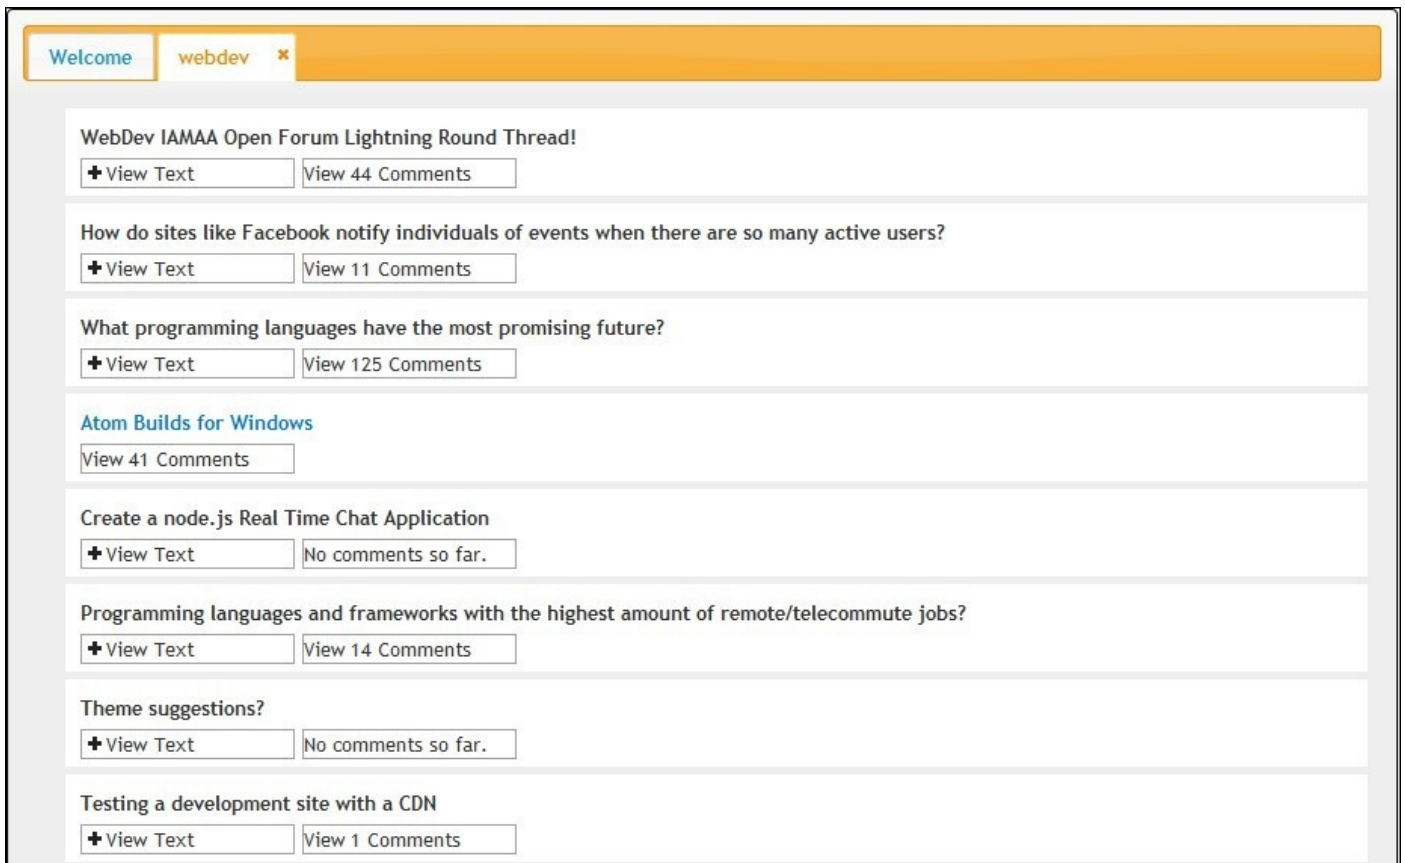 Welcome webdev ✖
WebDev IAMAA Open Forum Lightning Round Thread!
✚ View Text View 44 Comments
How do sites like Facebook notify individuals of events when there are so many active users?
✚ View Text View 11 Comments
What programming languages have the most promising future?
✚ View Text View 125 Comments
Atom Builds for Windows
View 41 Comments
Create a node.js Real Time Chat Application
✚ View Text No comments so far.
Programming languages and frameworks with the highest amount of remote/telecommute jobs?
✚ View Text View 14 Comments
Theme suggestions?
✚ View Text No comments so far.
Testing a development site with a CDN
✚ View Text View 1 Comments